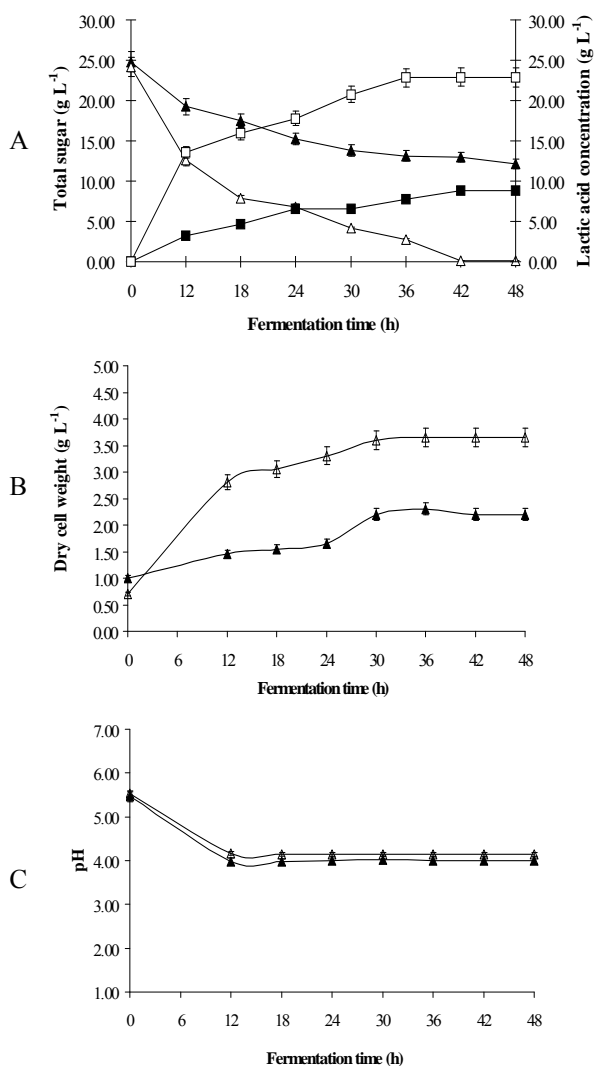 A
Total sugar (g L-1)
30.00
25.00
20.00
15.00
10.00
5.00
0.00
30.00
25.00
20.00
15.00
10.00
5.00
0.00
Lactic acid concentration (g L-1)
0 12 18 24 30 36 42 48
Fermentation time (h)
B
Dry cell weight (g L-1)
5.00
4.50
4.00
3.50
3.00
2.50
2.00
1.50
1.00
0.50
0.00
0 6 12 18 24 30 36 42 48
Fermentation time (h)
C
pH
7.00
6.00
5.00
4.00
3.00
2.00
1.00
0 6 12 18 24 30 36 42 48
Fermentation time (h)